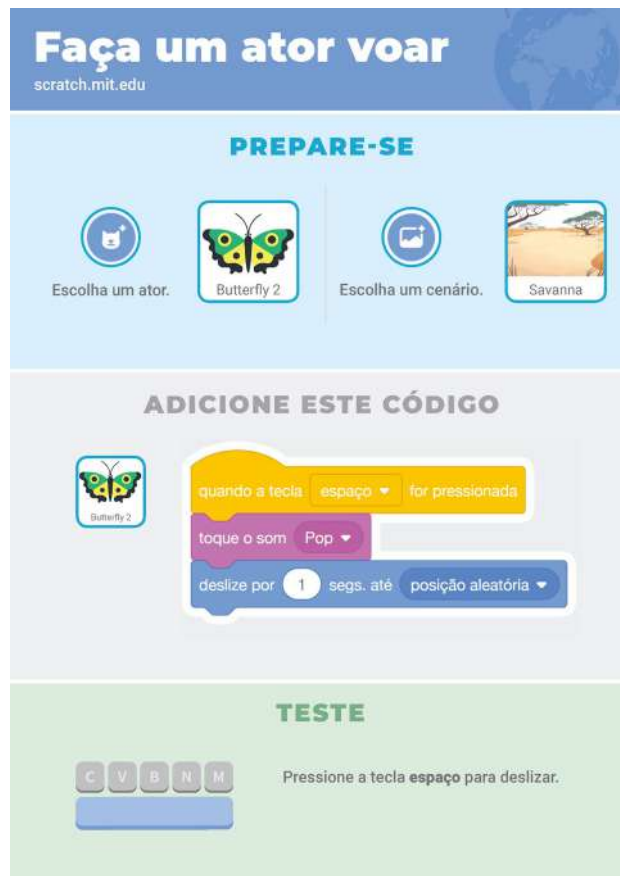 Faça um ator voar
scratch.mit.edu
PREPARE-SE
Escolha um ator.
Butterfly 2
Escolha um cenário.
Savanna
ADICIONE ESTE CÓDIGO
Butterfly 2
quando a tecla espaço for pressionada
toque o som Pop
deslize por 1 segs. até posição aleatória
TESTE
C V B N M
Pressione a tecla espaço para deslizar.